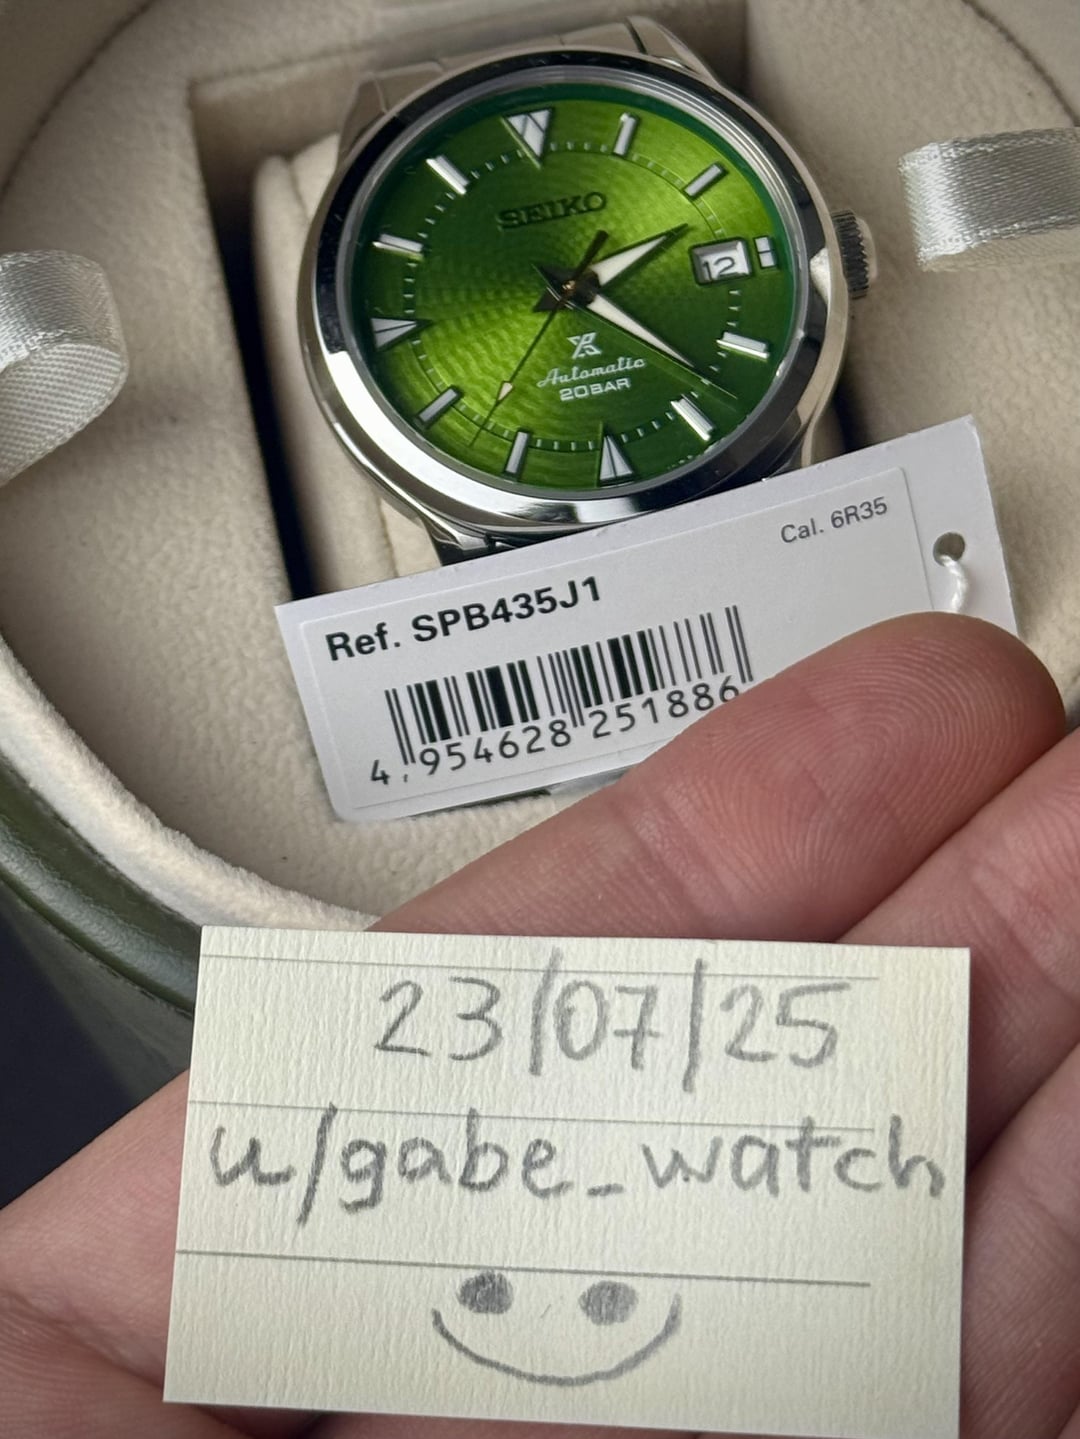 SEIKO
12
Automatic
20BAR
Cal. 6R35
Ref. SPB435J1
4 954628 251886
23/07/25
u/gabe_watch